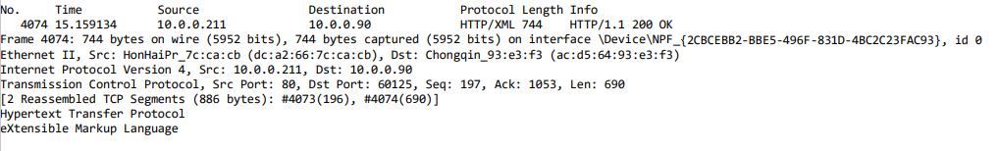 No. Time Source Destination Protocol Length Info
4074 15.159134 10.0.0.211 10.0.0.90 HTTP/XML 744 HTTP/1.1 200 OK
Frame 4074: 744 bytes on wire (5952 bits), 744 bytes captured (5952 bits) on interface \Device\NPF_{2CBCEBB2-BBE5-496F-831D-4BC2C23FAC93}, id 0
Ethernet II, Src: HonHaiPr_7c:ca:cb (dc:a2:66:7c:ca:cb), Dst: Chongqin_93:e3:f3 (ac:d5:64:93:e3:f3)
Internet Protocol Version 4, Src: 10.0.0.211, Dst: 10.0.0.90
Transmission Control Protocol, Src Port: 80, Dst Port: 60125, Seq: 197, Ack: 1053, Len: 690
[2 Reassembled TCP Segments (886 bytes): #4073(196), #4074(690)]
Hypertext Transfer Protocol
eXtensible Markup Language